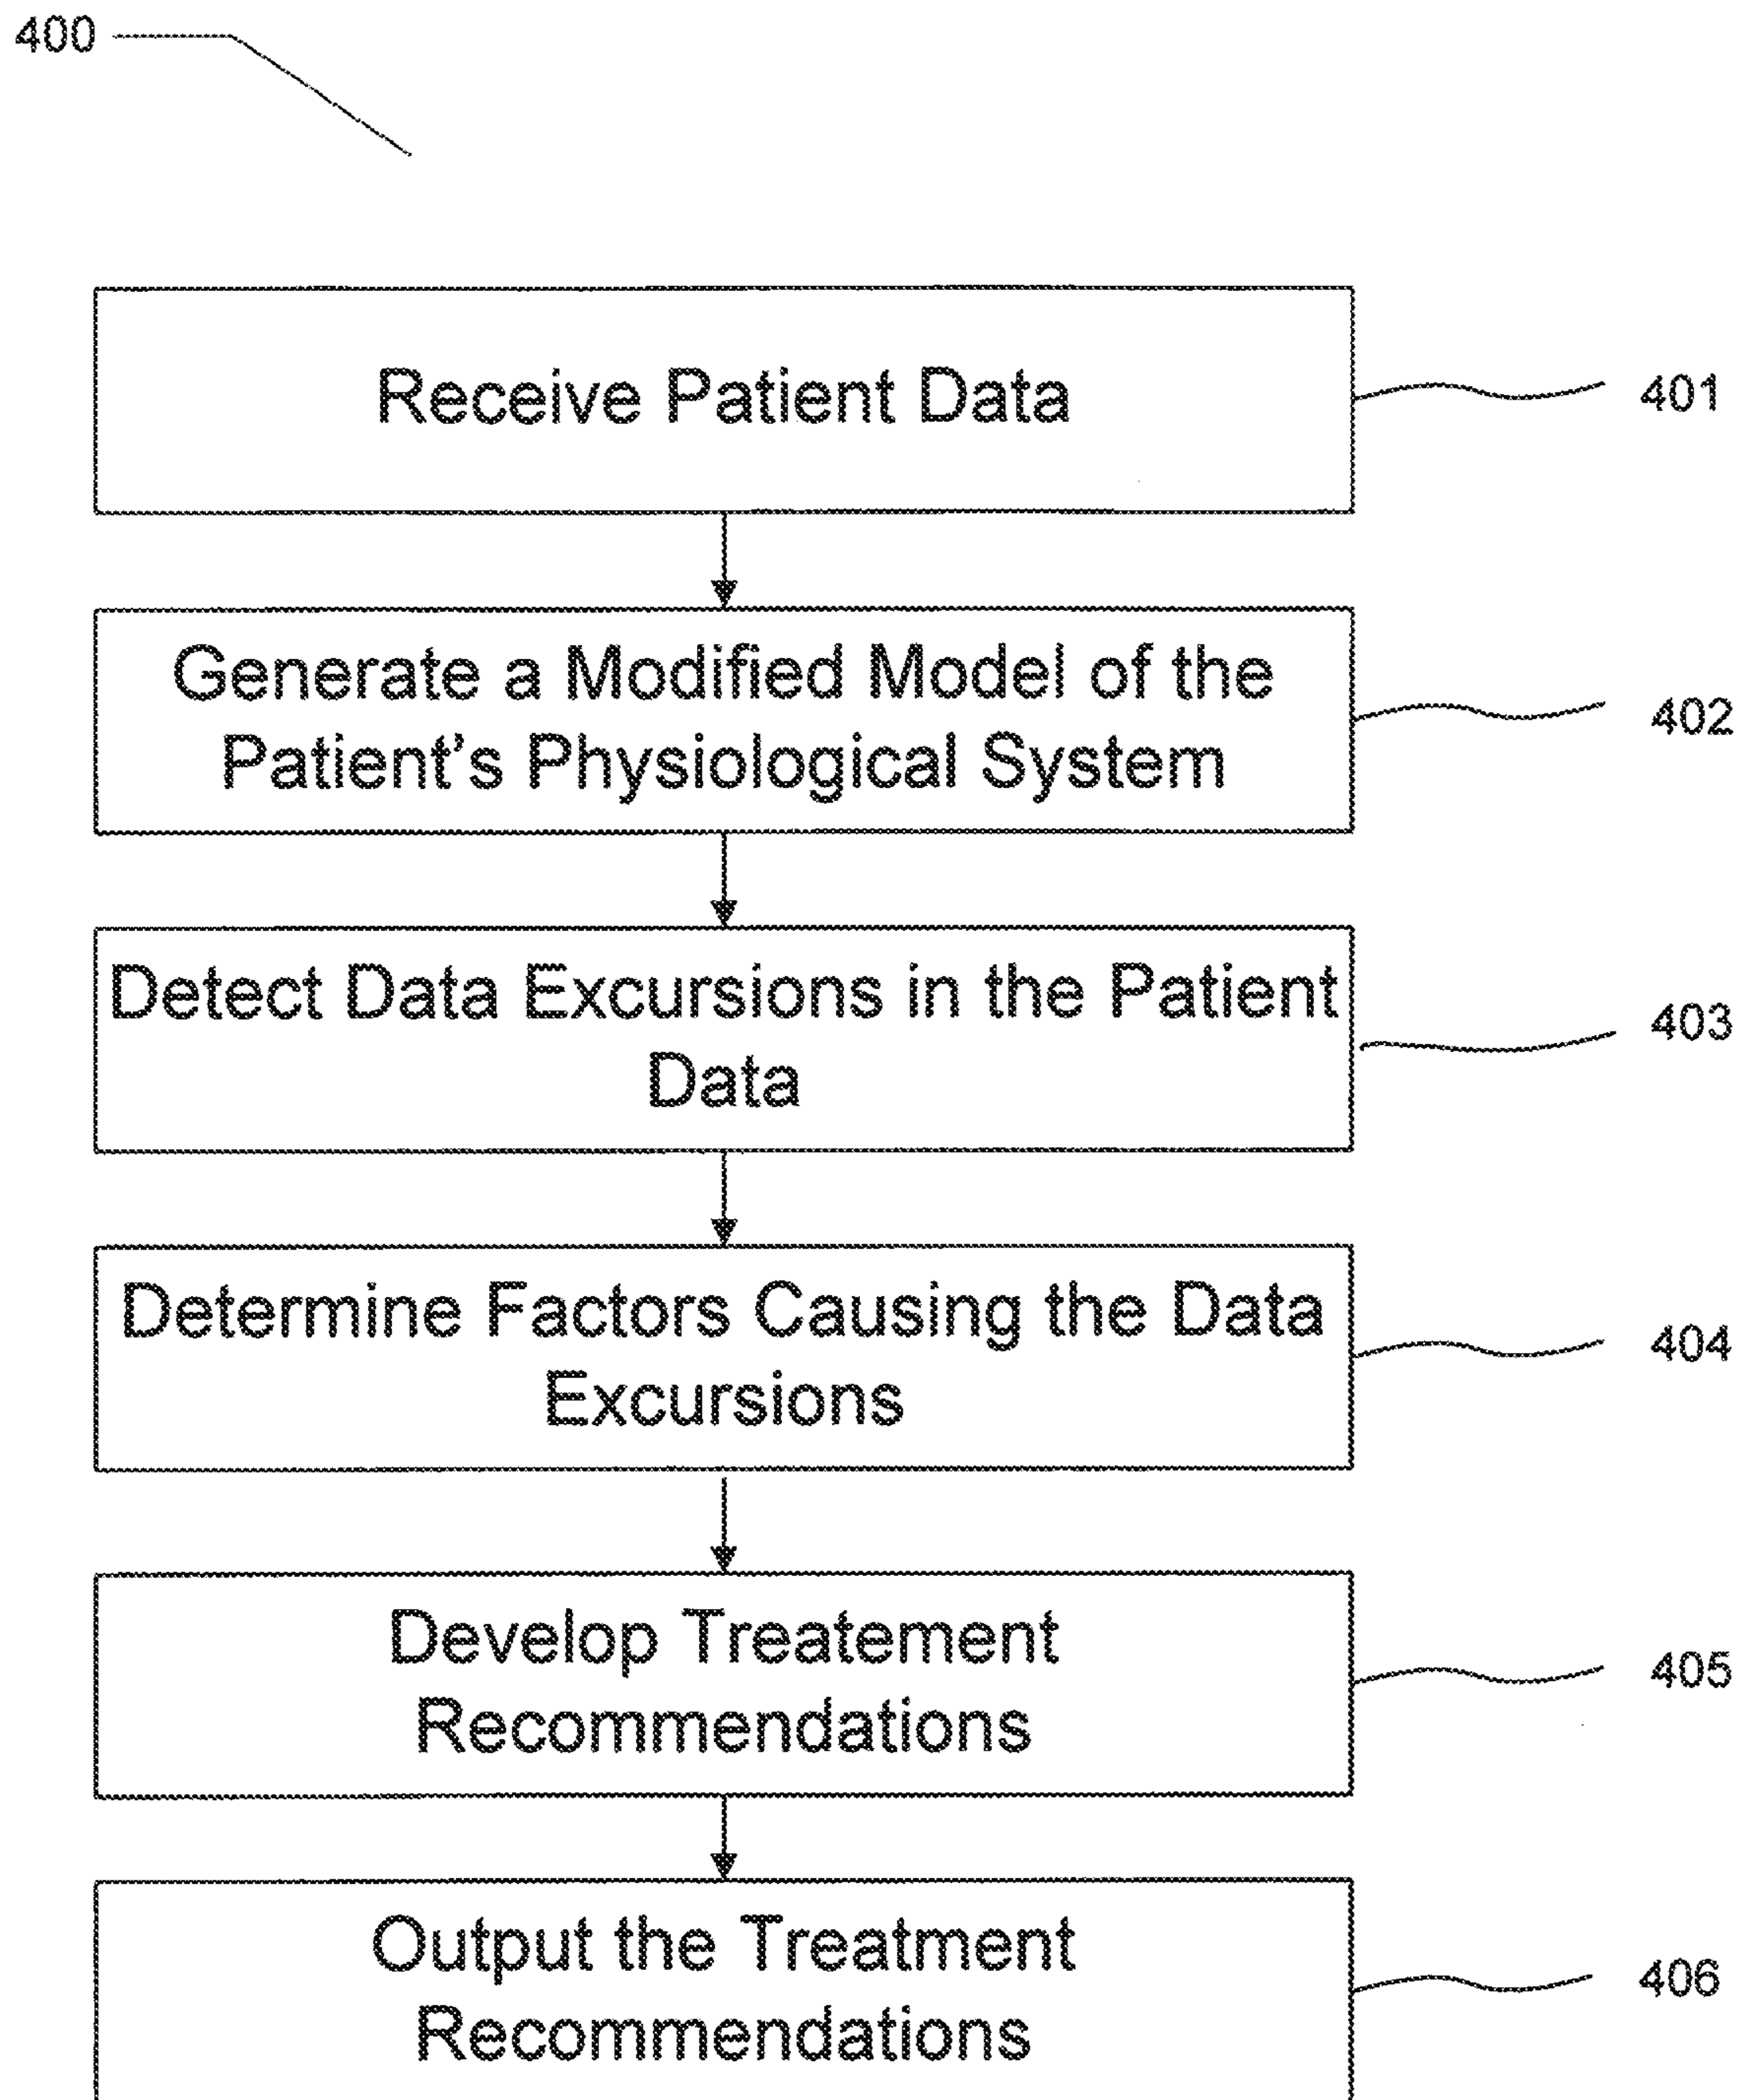 400
Receive Patient Data
401
Generate a Modified Model of the
Patient's Physiological System
402
Detect Data Excursions in the Patient
Data
403
Determine Factors Causing the Data
Excursions
404
Develop Treatement
Recommendations
405
Output the Treatment
Recommendations
406